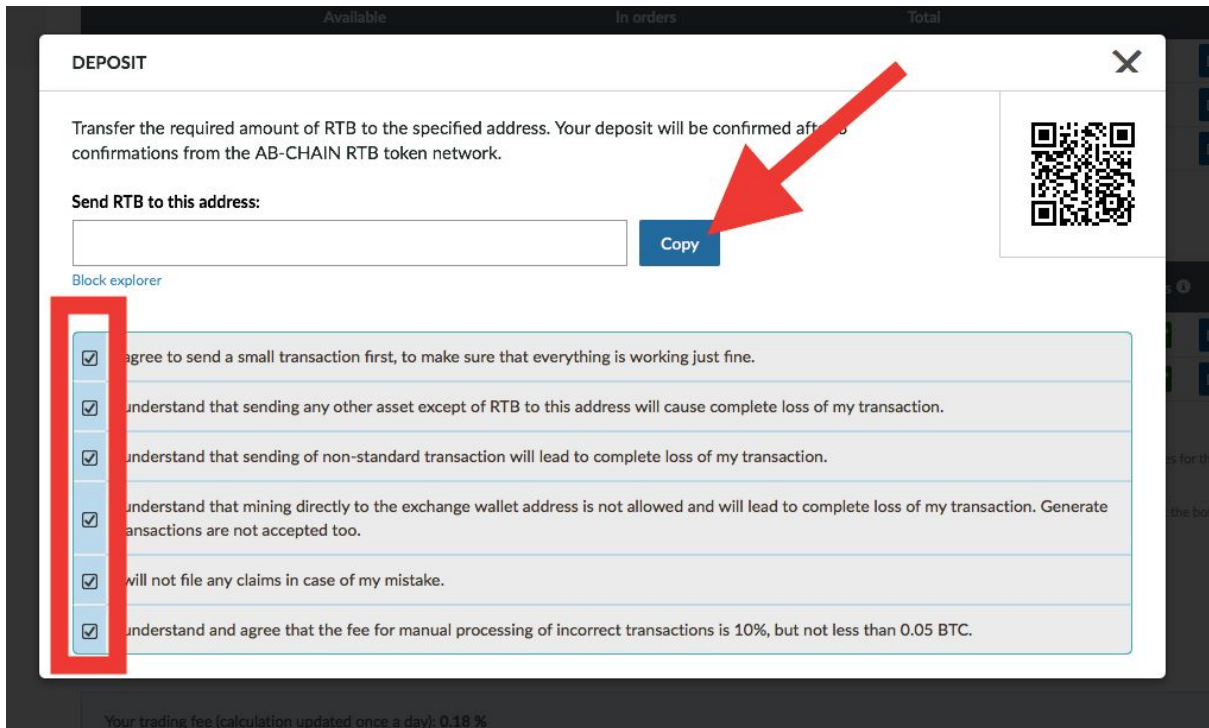 Available In orders Total
DEPOSIT
Transfer the required amount of RTB to the specified address. Your deposit will be confirmed after
confirmations from the AB-CHAIN RTB token network.
Send RTB to this address:
Copy
Block explorer
agree to send a small transaction first, to make sure that everything is working just fine.
understand that sending any other asset except of RTB to this address will cause complete loss of my transaction.
understand that sending of non-standard transaction will lead to complete loss of my transaction.
understand that mining directly to the exchange wallet address is not allowed and will lead to complete loss of my transaction. Generate
ansactions are not accepted too.
will not file any claims in case of my mistake.
understand and agree that the fee for manual processing of incorrect transactions is 10%, but not less than 0.05 BTC.
es for th
the bo
Your trading fee (calculation updated once a day): 0.18 %